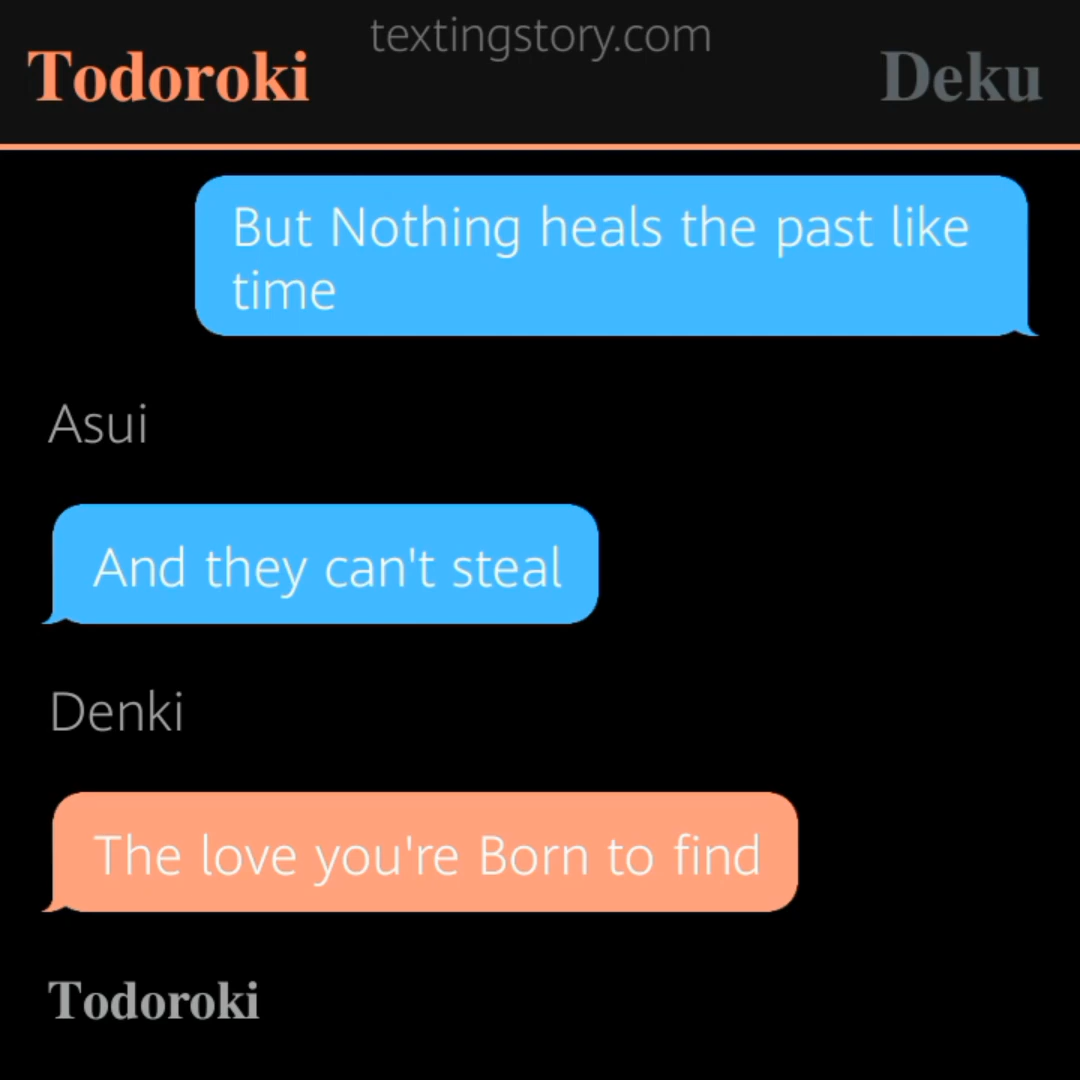 textingstory.com
Todoroki
Deku
But Nothing heals the past like
time
Asui
And they can't steal
Denki
The love you're Born to find
Todoroki